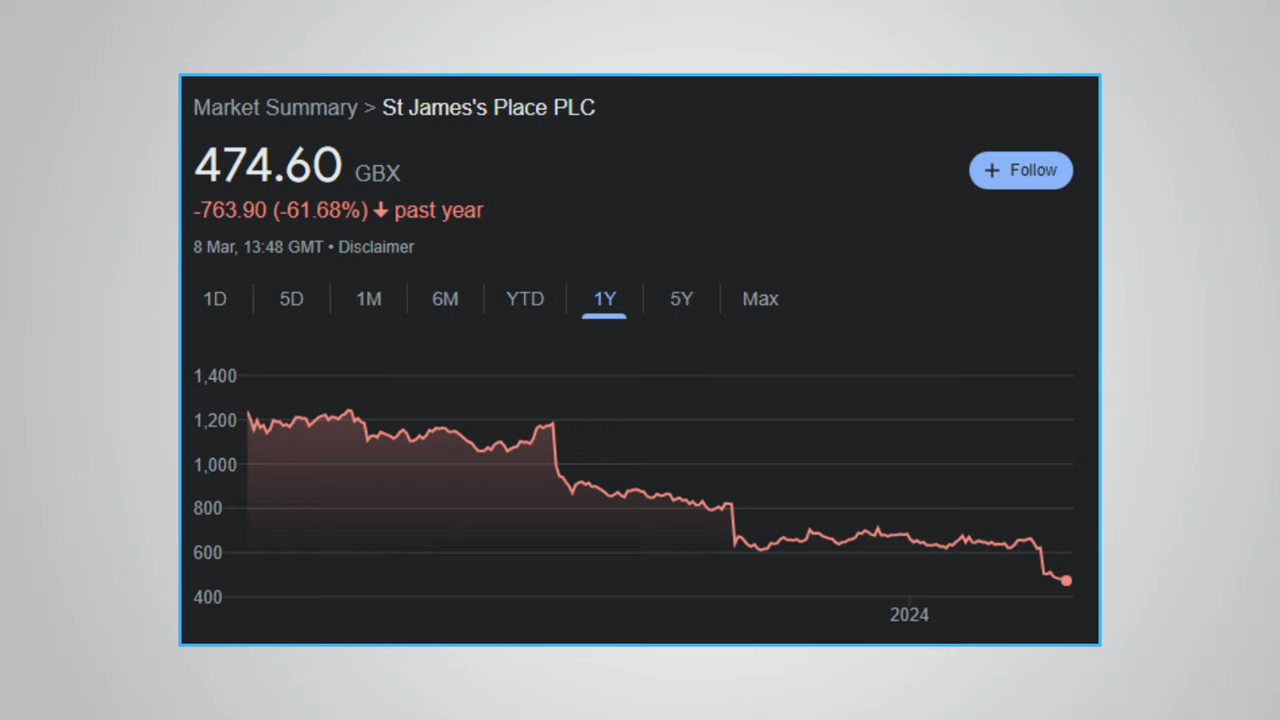 Market Summary > St James's Place PLC
474.60 GBX
+ Follow
-763.90 (-61.68%) ↓ past year
8 Mar, 13:48 GMT • Disclaimer
1D 5D 1M 6M YTD 1Y 5Y Max
1,400
1,200
1,000
800
600
400
2024